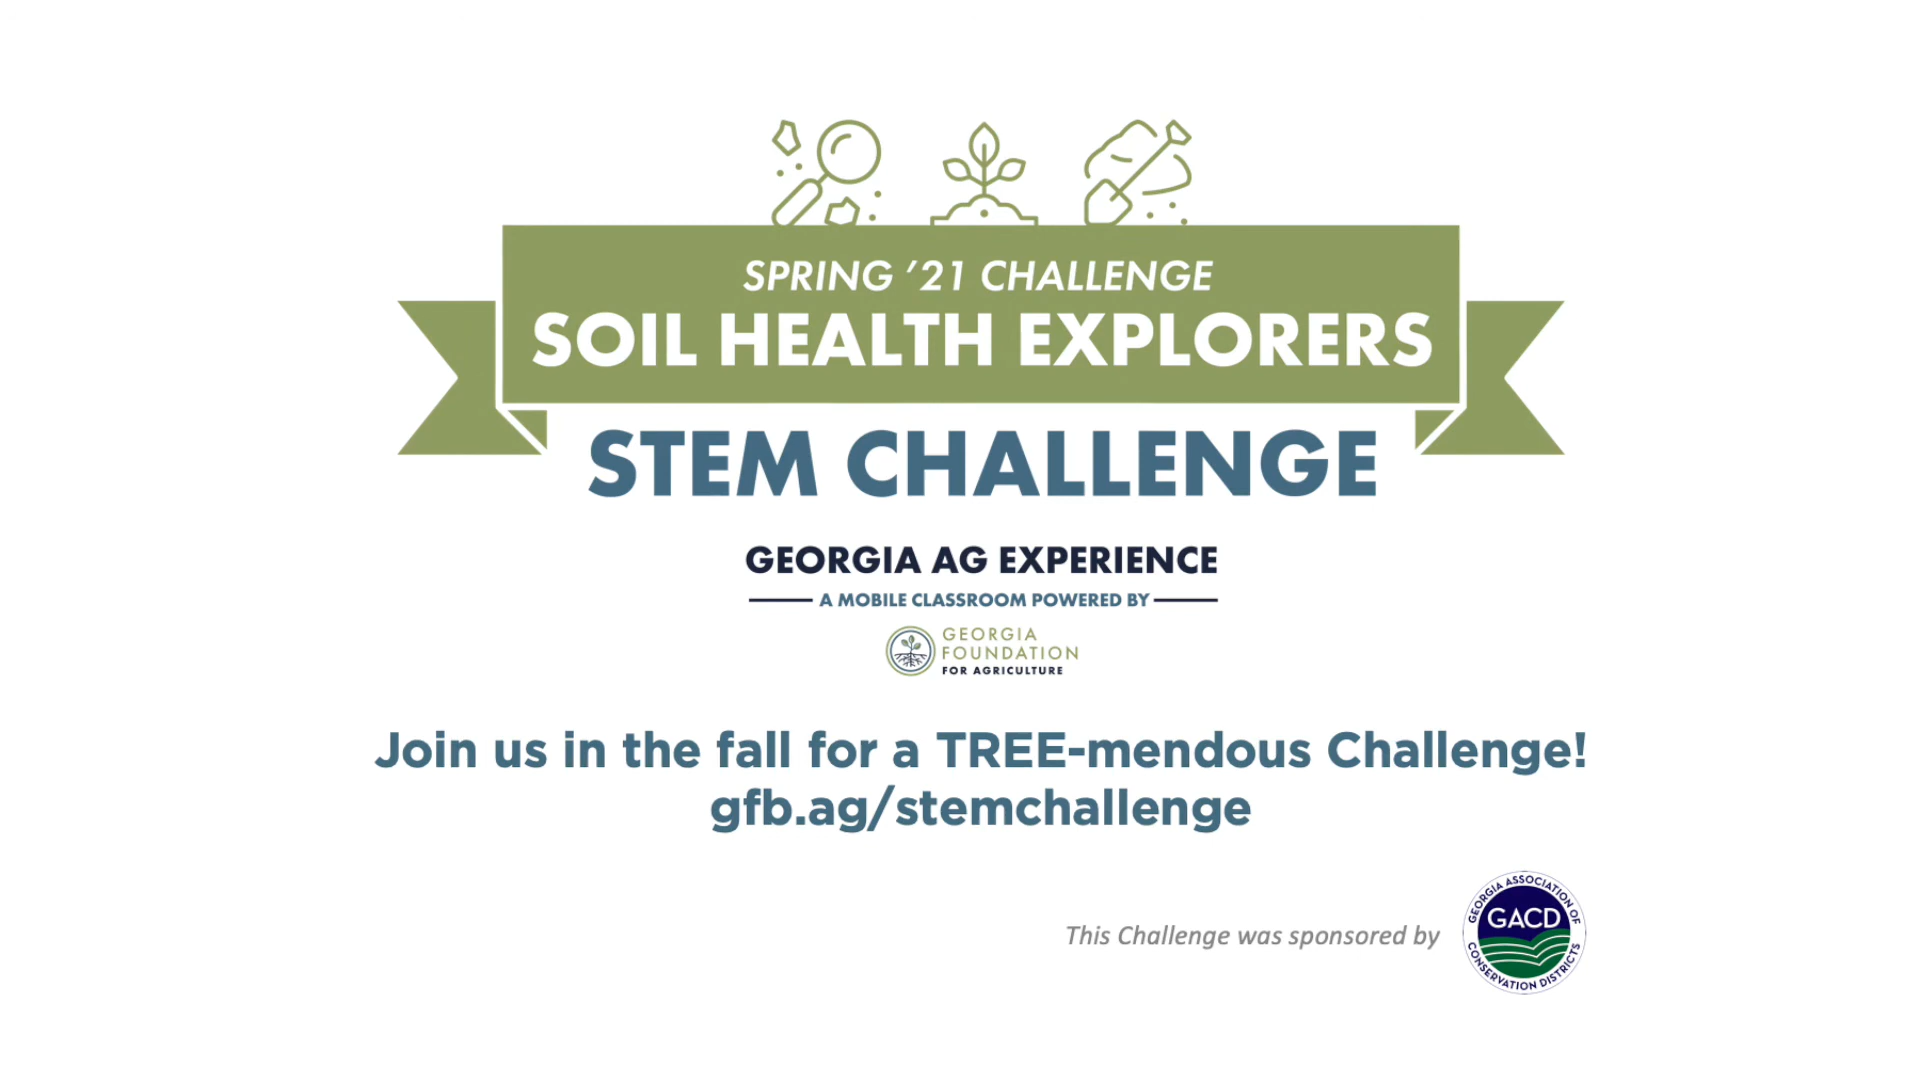 SPRING ’21 CHALLENGE
SOIL HEALTH EXPLORERS
STEM CHALLENGE
GEORGIA AG EXPERIENCE
A MOBILE CLASSROOM POWERED BY
GEORGIA
FOUNDATION
FOR AGRICULTURE
Join us in the fall for a TREE-mendous Challenge!
gfb.ag/stemchallenge
This Challenge was sponsored by
GEORGIA ASSOCIATION OF
GACD
CONSERVATION DISTRICTS